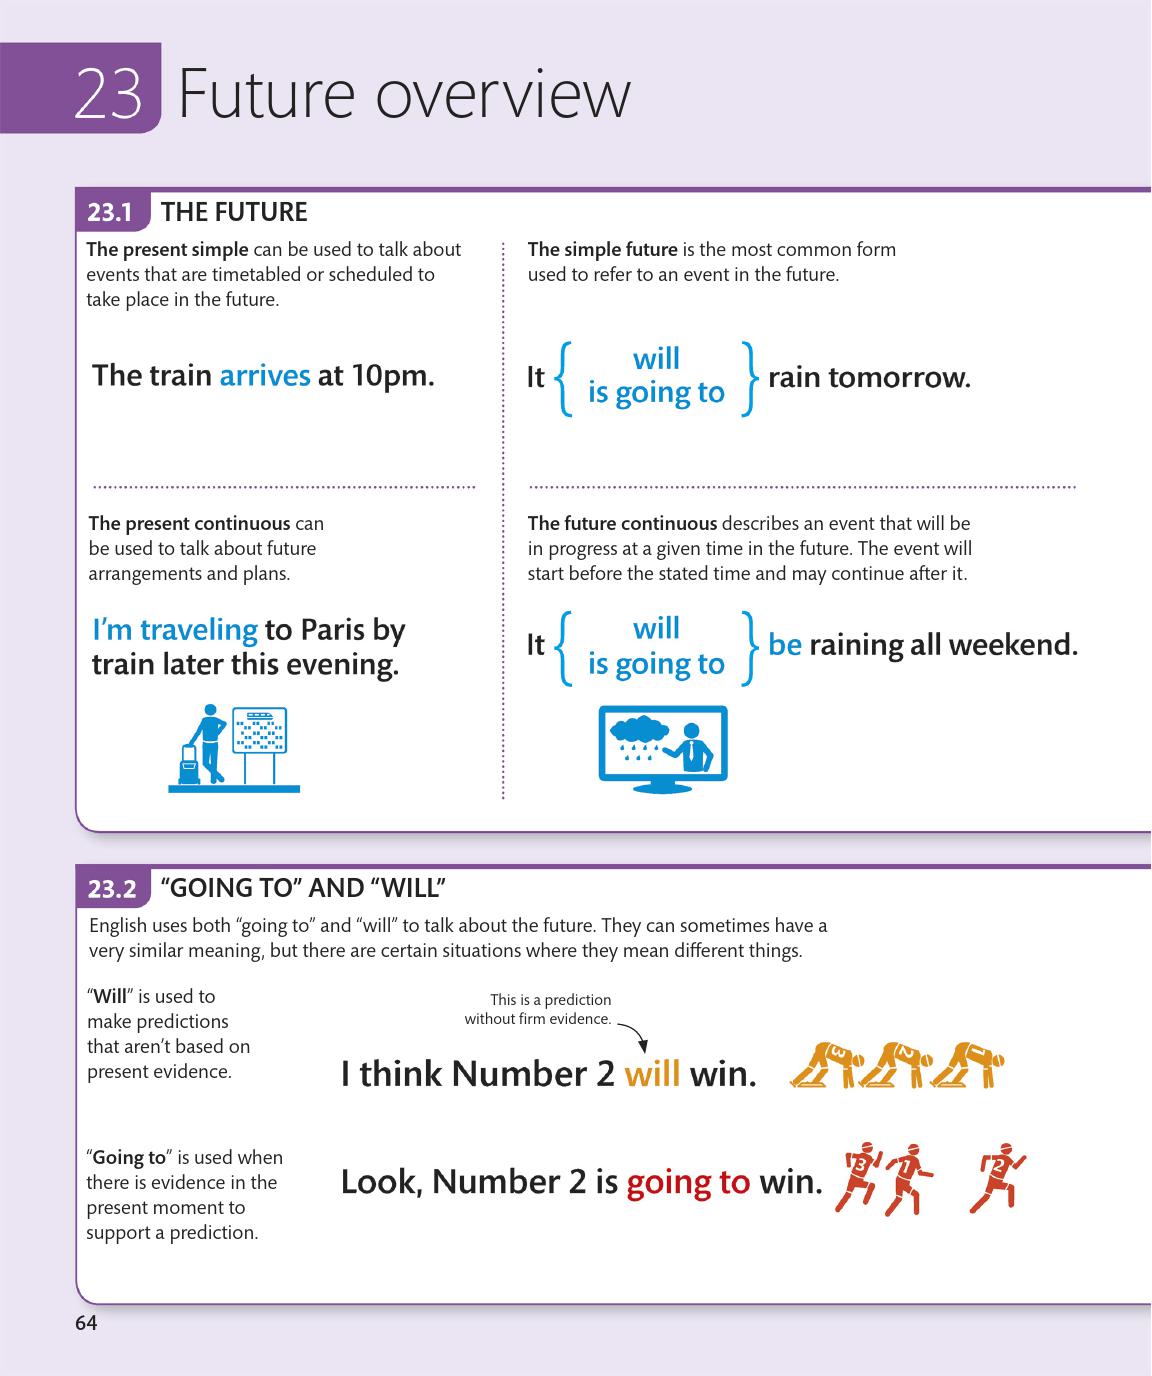 23 Future overview
23.1 THE FUTURE
The present simple can be used to talk about
events that are timetabled or scheduled to
take place in the future.
The train arrives at 10pm.
The simple future is the most common form
used to refer to an event in the future.
will
It { is going to } rain tomorrow.
The present continuous can
be used to talk about future
arrangements and plans.
I'm traveling to Paris by
train later this evening.
The future continuous describes an event that will be
in progress at a given time in the future. The event will
start before the stated time and may continue after it.
will
It { is going to } be raining all weekend.
23.2 “GOING TO” AND “WILL”
English uses both “going to” and “will” to talk about the future. They can sometimes have a
very similar meaning, but there are certain situations where they mean different things.
“Will” is used to
make predictions
that aren’t based on
present evidence.
This is a prediction
without firm evidence.
I think Number 2 will win.
3 2 1
“Going to” is used when
there is evidence in the
present moment to
support a prediction.
Look, Number 2 is going to win.
3 1 2
64